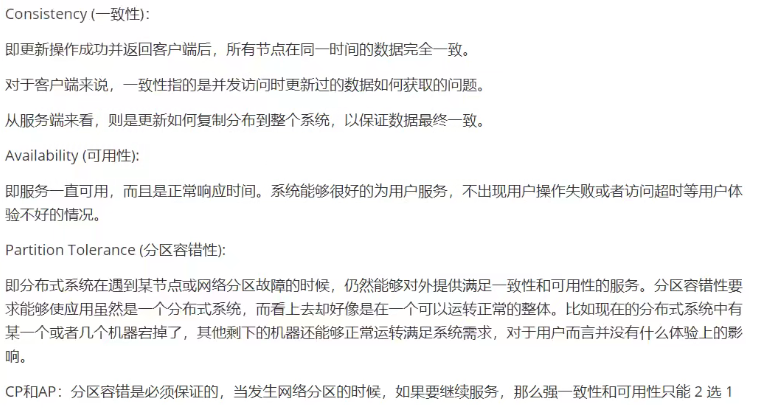 Consistency (一致性):
即更新操作成功并返回客户端后，所有节点在同一时间的数据完全一致。
对于客户端来说，一致性指的是并发访问时更新过的数据如何获取的问题。
从服务端来看，则是更新如何复制分布到整个系统，以保证数据最终一致。
Availability (可用性):
即服务一直可用，而且是正常响应时间。系统能够很好的为用户服务，不出现用户操作失败或者访问超时等用户体
验不好的情况。
Partition Tolerance (分区容错性):
即分布式系统在遇到某节点或网络分区故障的时候，仍然能够对外提供满足一致性和可用性的服务。分区容错性要
求能够使应用虽然是一个分布式系统，而看上去却好像是在一个可以运转正常的整体。比如现在的分布式系统中有
某一个或者几个机器宕掉了，其他剩下的机器还能够正常运转满足系统需求，对于用户而言并没有什么体验上的影
响。
CP和AP：分区容错是必须保证的，当发生网络分区的时候，如果要继续服务，那么强一致性和可用性只能 2 选 1